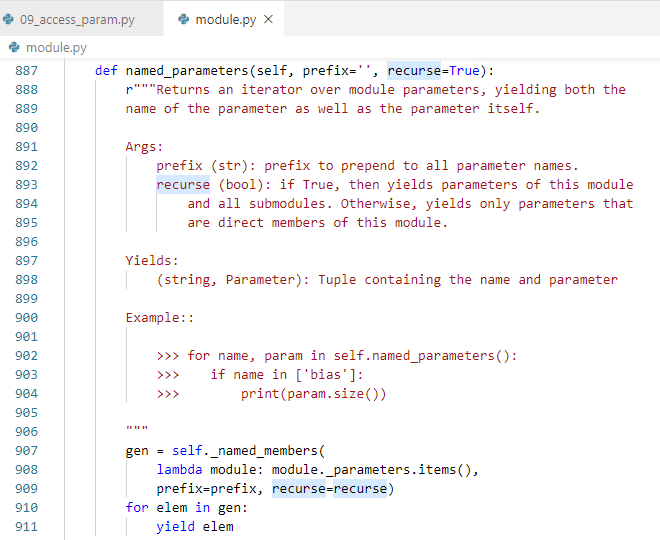 09_access_param.py module.py ×
module.py
887 def named_parameters(self, prefix='', recurse=True):
888 r"""Returns an iterator over module parameters, yielding both the
889 name of the parameter as well as the parameter itself.
890
891 Args:
892 prefix (str): prefix to prepend to all parameter names.
893 recurse (bool): if True, then yields parameters of this module
894 and all submodules. Otherwise, yields only parameters that
895 are direct members of this module.
896
897 Yields:
898 (string, Parameter): Tuple containing the name and parameter
899
900 Example::
901
902 >>> for name, param in self.named_parameters():
903 >>>    if name in ['bias']:
904 >>>        print(param.size())
905
906 """
907 gen = self._named_members(
908 lambda module: module._parameters.items(),
909 prefix=prefix, recurse=recurse)
910 for elem in gen:
911 yield elem